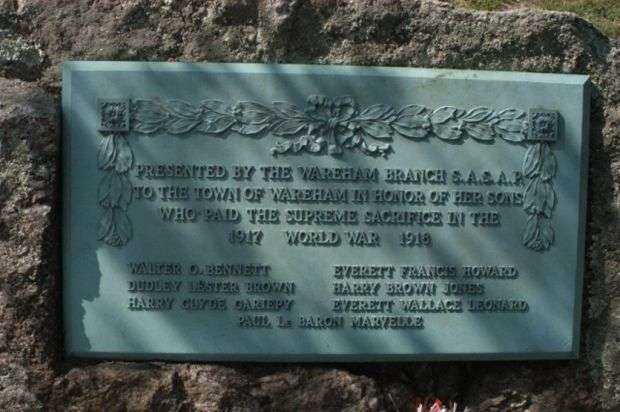 PRESENTED BY THE WAREHAM BRANCH S.A.S.A.P.
TO THE TOWN OF WAREHAM IN HONOR OF HER SONS
WHO PAID THE SUPREME SACRIFICE IN THE
1917 WORLD WAR 1918
WALTER O. BENNETT EVERETT FRANCIS HOWARD
DUDLEY LESTER BROWN HARRY BROWN JONES
HARRY CLYDE GARIEPY EVERETT WALLACE LEONARD
PAUL LE BARON MARVELLE